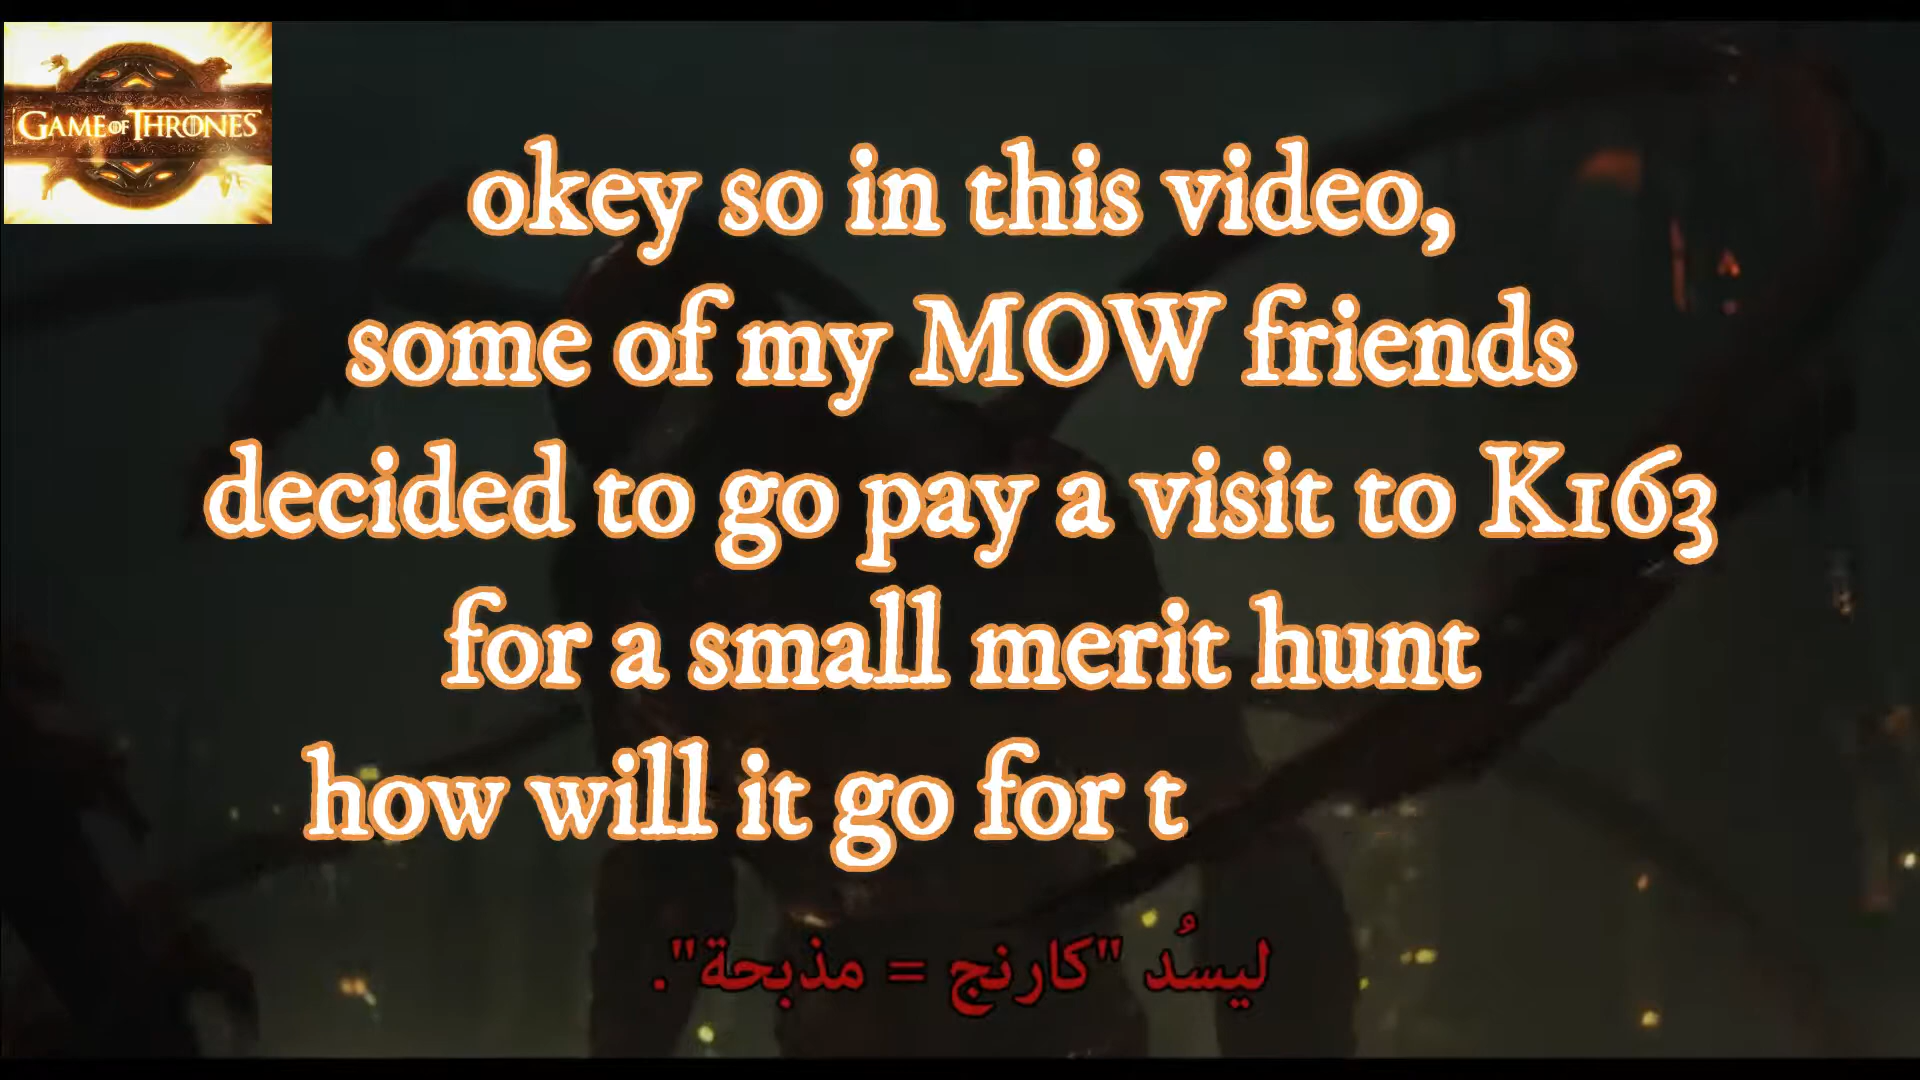 GAME OF THRONES
okey so in this video,
some of my MOW friends
decided to go pay a visit to K163
for a small merit hunt
how will it go for t
ليسُد "كارنج = مذبحة".